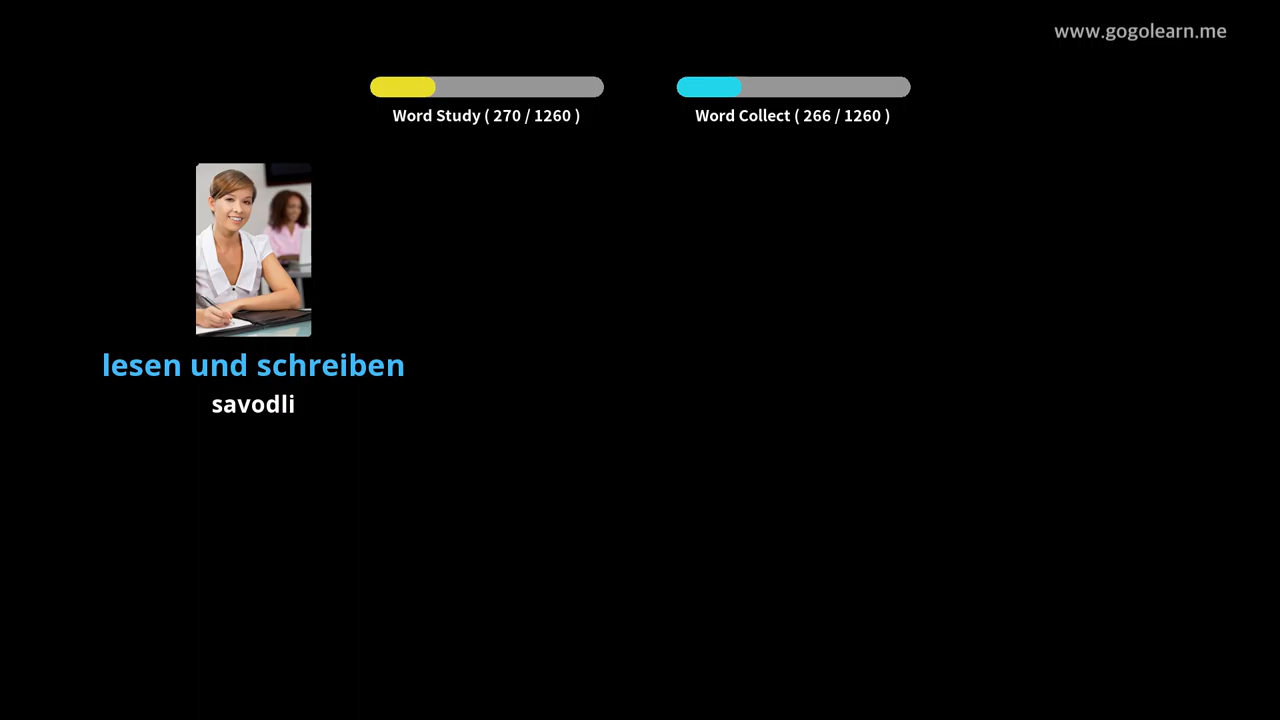 www.gogolearn.me
Word Study ( 270 / 1260 )
Word Collect ( 266 / 1260 )
lesen und schreiben
savodli